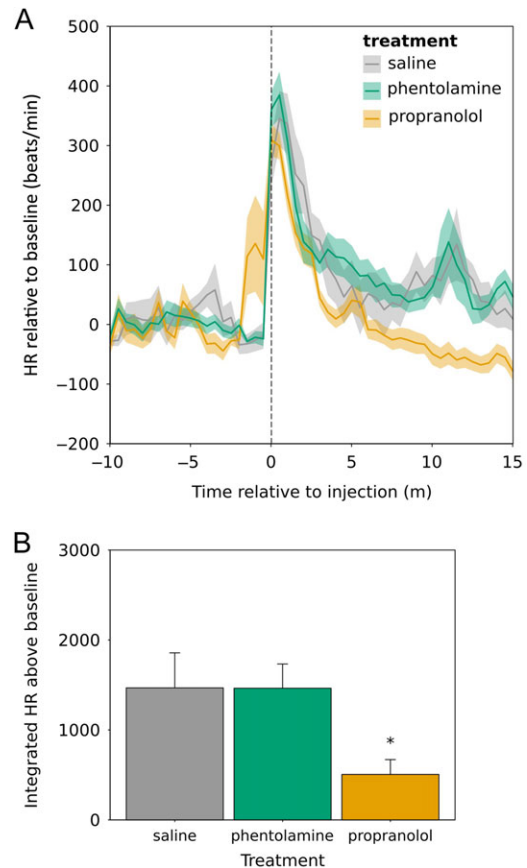 A
500
400
300
200
100
0
−100
−200
HR relative to baseline (beats/min)
treatment
saline
phentolamine
propranolol
−10
−5
0
5
10
15
Time relative to injection (m)
B
3000
2000
1000
0
Integrated HR above baseline
*
saline
phentolamine
propranolol
Treatment